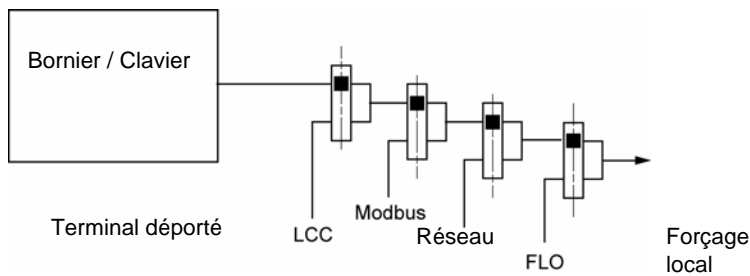 Bornier / Clavier
Terminal déporté
LCC
Modbus
Réseau
FLO
Forçage
local